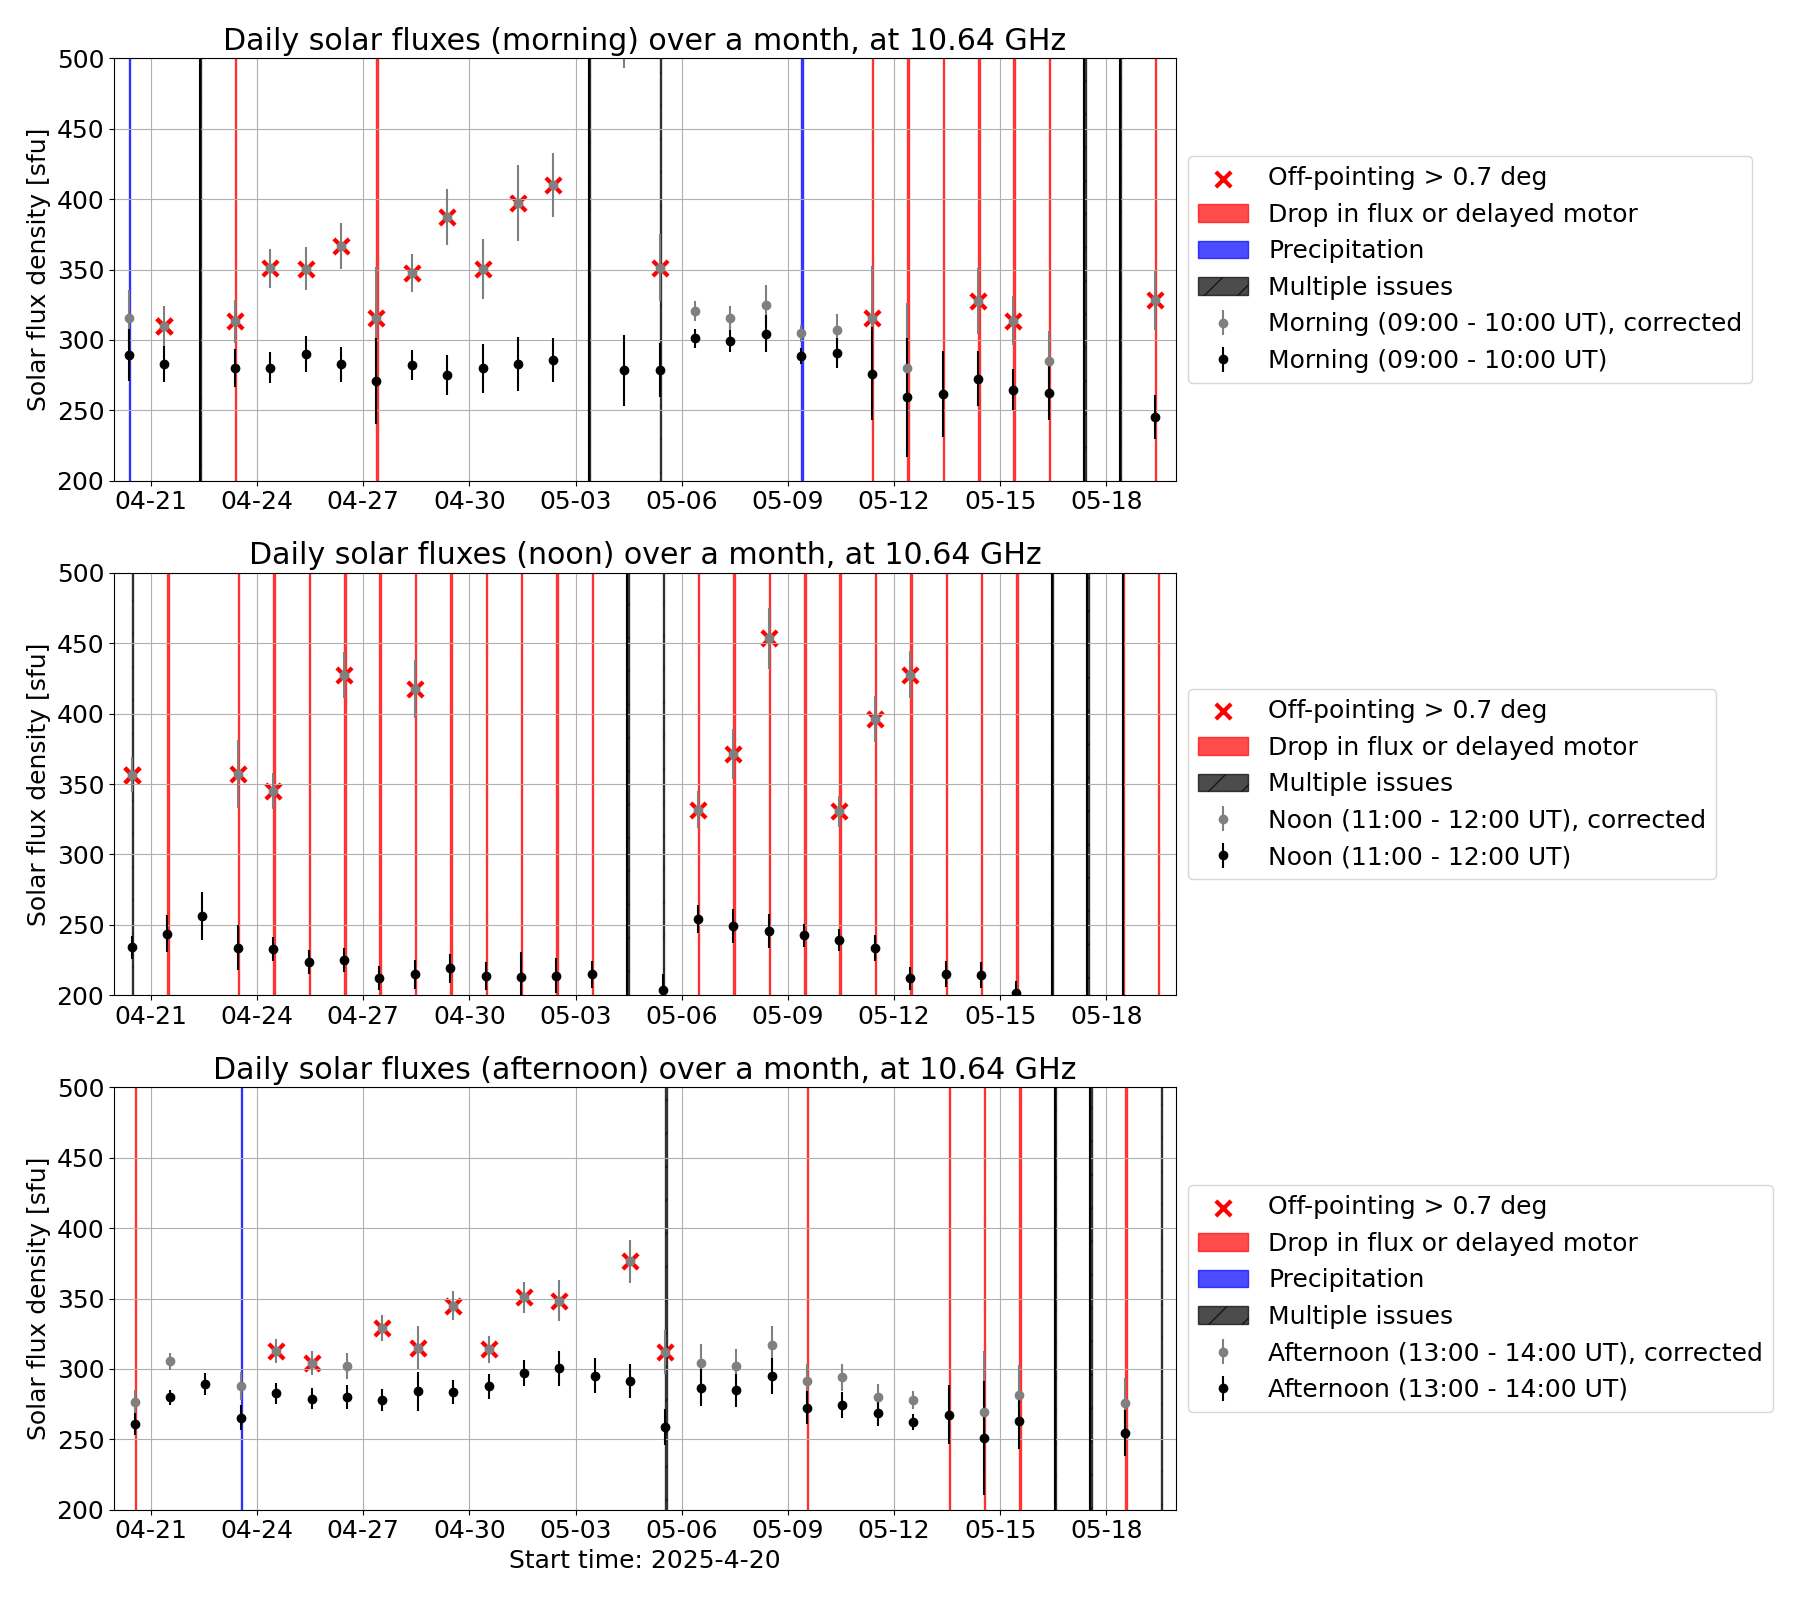 Daily solar fluxes (morning) over a month, at 10.64 GHz
Solar flux density [sfu]
500
450
400
350
300
250
200
04-21 04-24 04-27 04-30 05-03 05-06 05-09 05-12 05-15 05-18
Off-pointing > 0.7 deg
Drop in flux or delayed motor
Precipitation
Multiple issues
Morning (09:00 - 10:00 UT), corrected
Morning (09:00 - 10:00 UT)
Daily solar fluxes (noon) over a month, at 10.64 GHz
Solar flux density [sfu]
500
450
400
350
300
250
200
04-21 04-24 04-27 04-30 05-03 05-06 05-09 05-12 05-15 05-18
Off-pointing > 0.7 deg
Drop in flux or delayed motor
Multiple issues
Noon (11:00 - 12:00 UT), corrected
Noon (11:00 - 12:00 UT)
Daily solar fluxes (afternoon) over a month, at 10.64 GHz
Solar flux density [sfu]
500
450
400
350
300
250
200
04-21 04-24 04-27 04-30 05-03 05-06 05-09 05-12 05-15 05-18
Start time: 2025-4-20
Off-pointing > 0.7 deg
Drop in flux or delayed motor
Precipitation
Multiple issues
Afternoon (13:00 - 14:00 UT), corrected
Afternoon (13:00 - 14:00 UT)